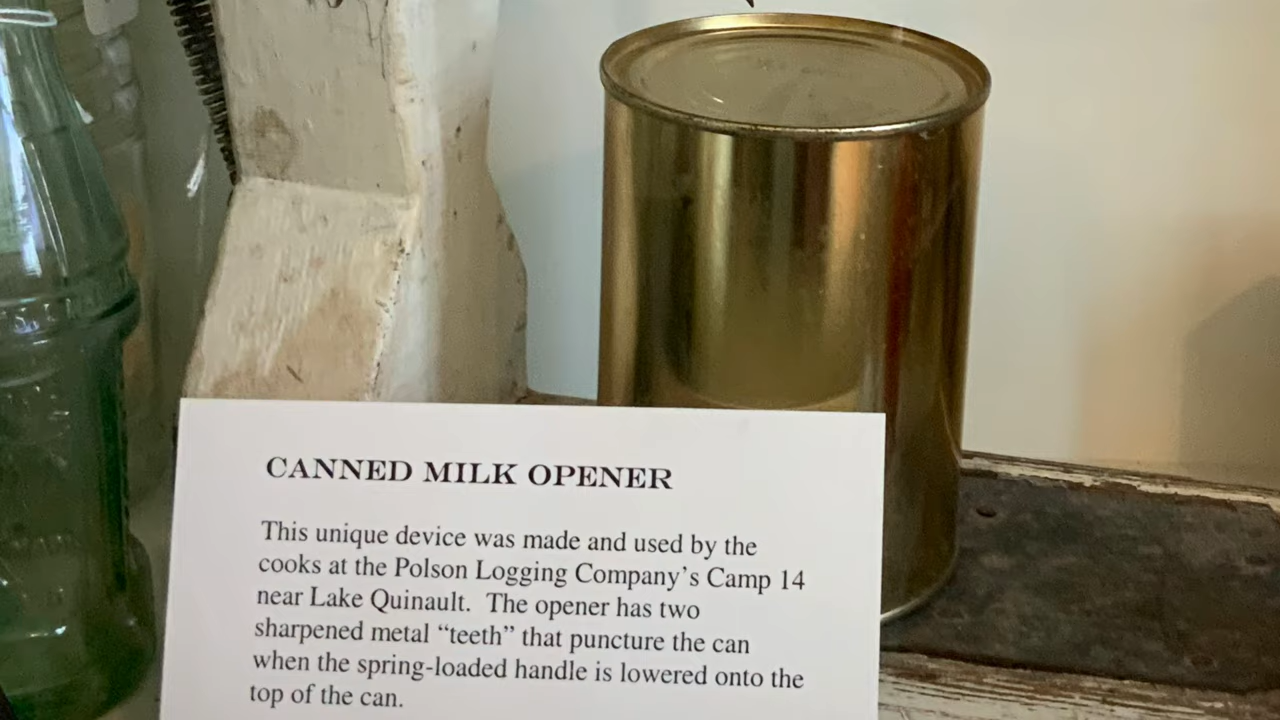 CANNED MILK OPENER
This unique device was made and used by the
cooks at the Polson Logging Company's Camp 14
near Lake Quinault.  The opener has two
sharpened metal “teeth” that puncture the can
when the spring-loaded handle is lowered onto the
top of the can.